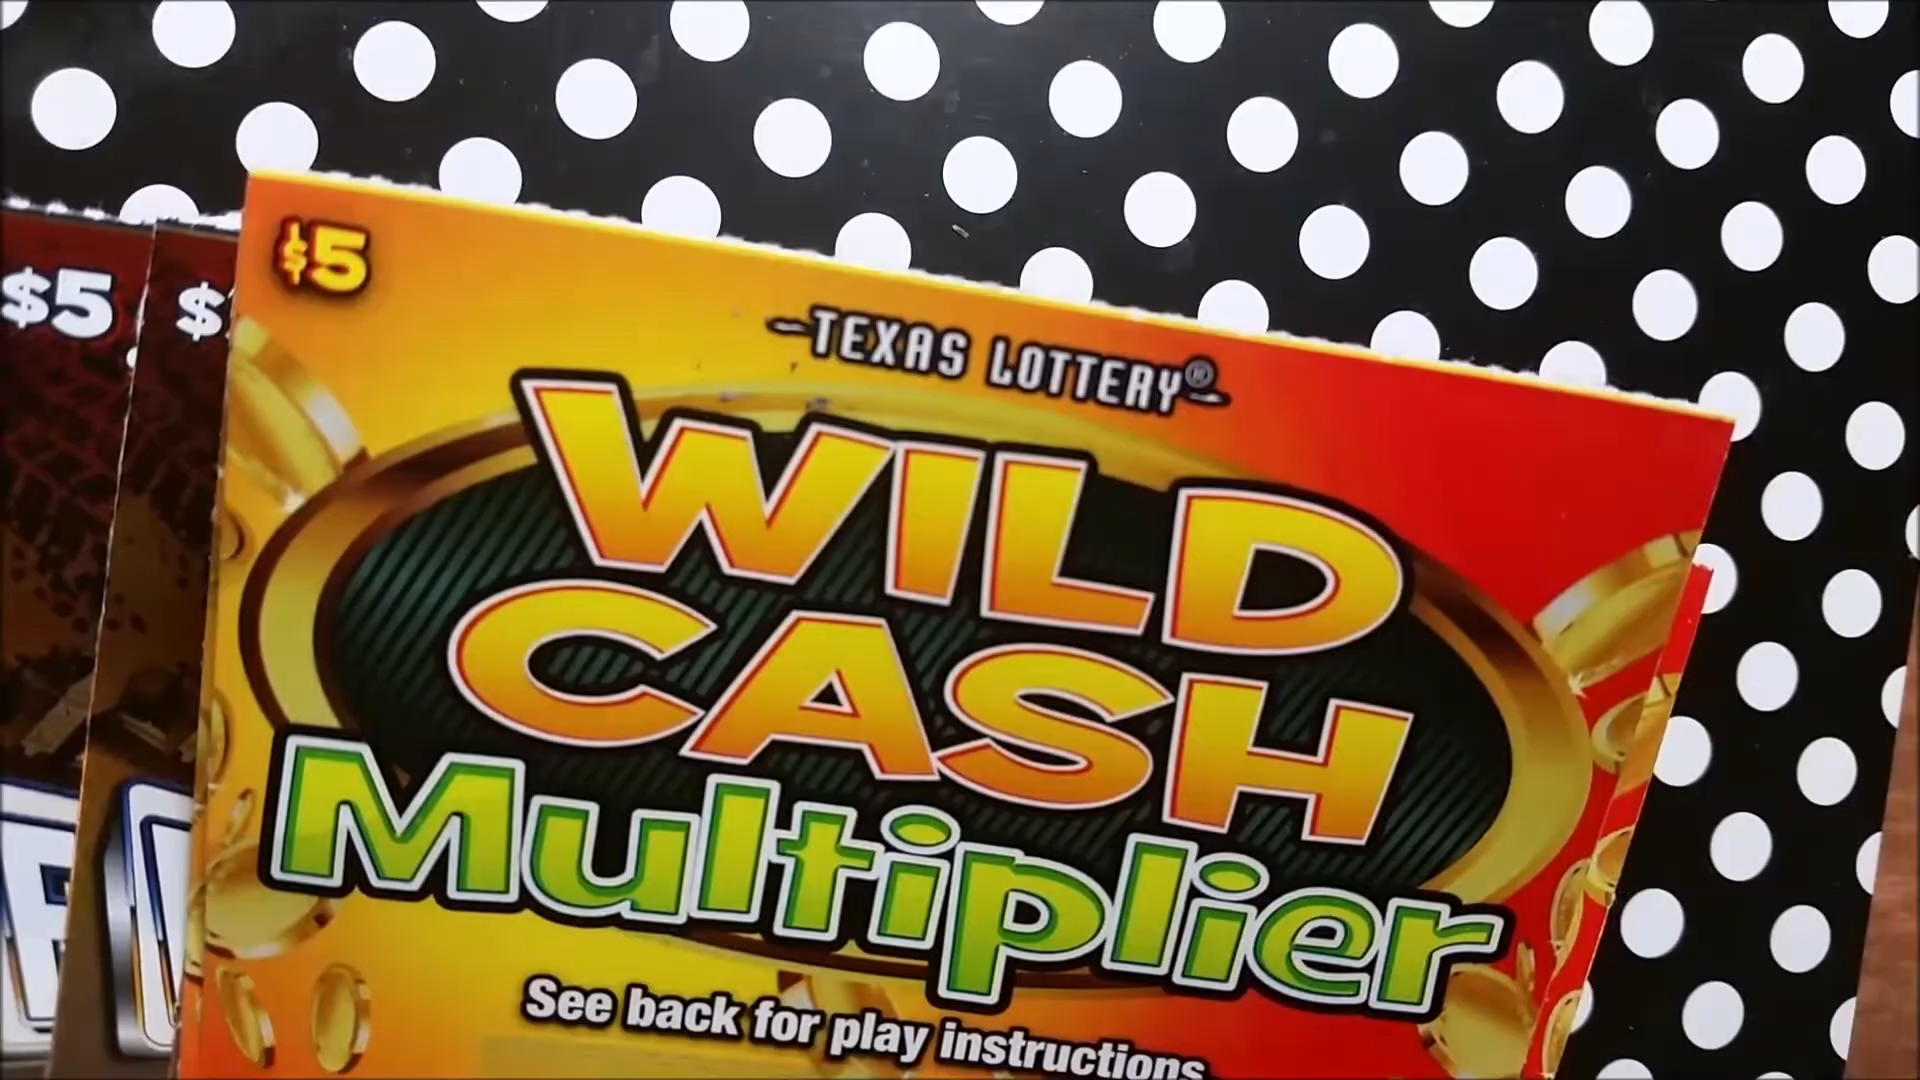 $5
$
$5
TEXAS LOTTERY®
WILD
CASH
Multiplier
See back for play instructions